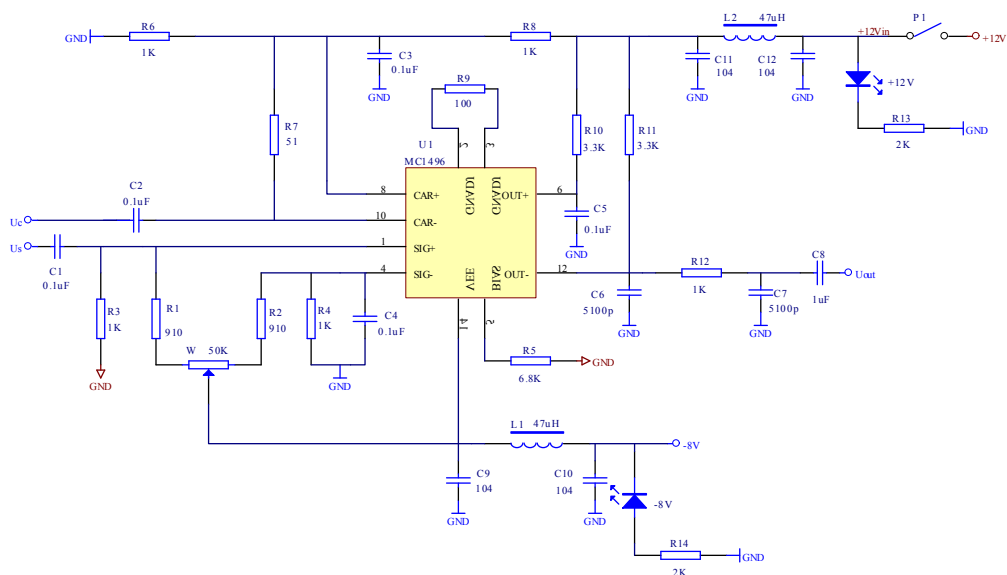 R6
1K
GND
C3
0.1uF
GND
R8
1K
L2 47uH
C11
104
GND
C12
104
GND
+12Vin
P1
+12V
+12V
R13
2K
GND
R9
100
R7
51
R10
3.3K
R11
3.3K
U1
MC1496
2
3
8
CAR+
GNADJ
GNADJ
OUT+
6
10
CAR-
1
SIG+
4
SIG-
VEE
BIAS
OUT-
12
14
5
C5
0.1uF
GND
C2
0.1uF
Uc
Us
C1
0.1uF
R3
1K
GND
R1
910
R2
910
R4
1K
C4
0.1uF
GND
W 50K
R5
6.8K
GND
C6
5100p
GND
R12
1K
C7
5100p
GND
C8
1uF
Uout
L1 47uH
-8V
C9
104
GND
C10
104
GND
-8V
R14
2K
GND